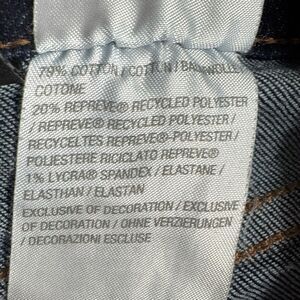 79% COTTON / COTTON / BAUMWOLLE
COTONE
20% REPREVE® RECYCLED POLYESTER
/ REPREVE® RECYCLED POLYESTER /
RECYCELTES REPREVE®-POLYESTER /
POLIESTERE RICICLATO REPREVE®
1% LYCRA® SPANDEX / ELASTANE /
ELASTHAN / ELASTAN
EXCLUSIVE OF DECORATION / EXCLUSIVE
OF DECORATION / OHNE VERZIERUNGEN
/ DECORAZIONI ESCLUSE